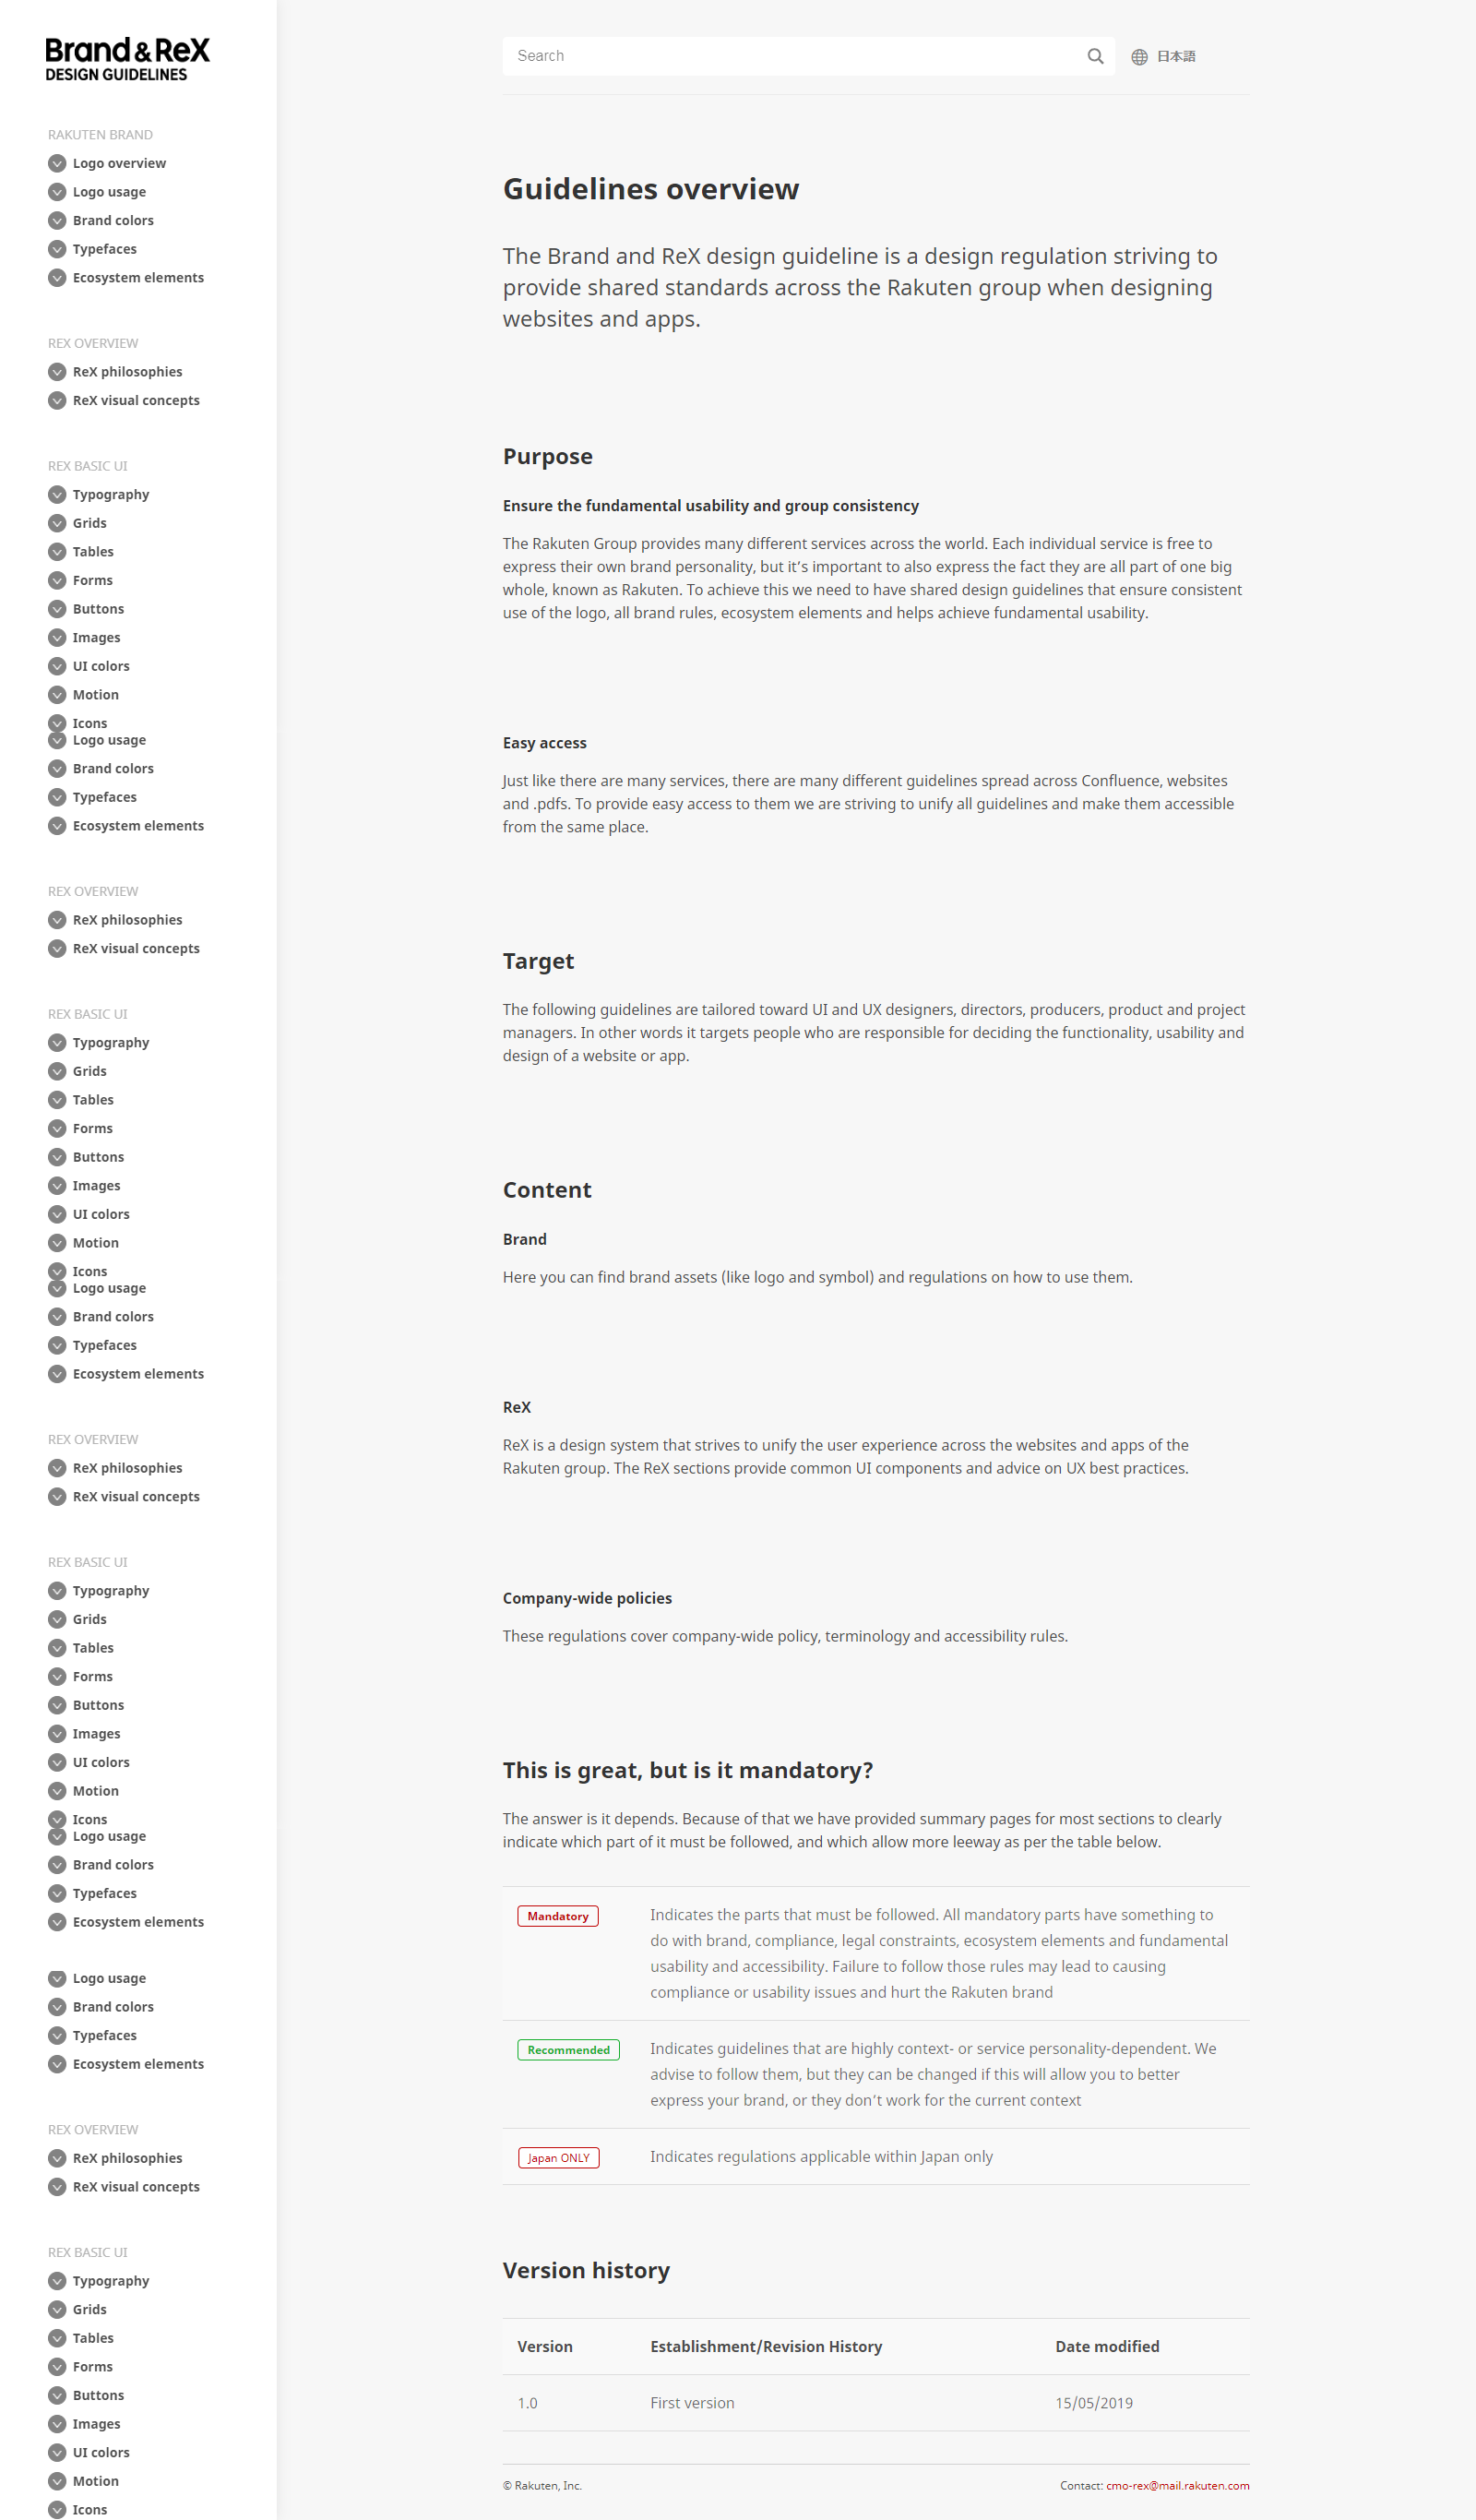 Brand & ReX
DESIGN GUIDELINES
RAKUTEN BRAND
Logo overview
Logo usage
Brand colors
Typefaces
Ecosystem elements
REX OVERVIEW
ReX philosophies
ReX visual concepts
REX BASIC UI
Typography
Grids
Tables
Forms
Buttons
Images
UI colors
Motion
Icons
Logo usage
Brand colors
Typefaces
Ecosystem elements
REX OVERVIEW
ReX philosophies
ReX visual concepts
REX BASIC UI
Typography
Grids
Tables
Forms
Buttons
Images
UI colors
Motion
Icons
Logo usage
Brand colors
Typefaces
Ecosystem elements
REX OVERVIEW
ReX philosophies
ReX visual concepts
REX BASIC UI
Typography
Grids
Tables
Forms
Buttons
Images
UI colors
Motion
Icons
Logo usage
Brand colors
Typefaces
Ecosystem elements
Logo usage
Brand colors
Typefaces
Ecosystem elements
REX OVERVIEW
ReX philosophies
ReX visual concepts
REX BASIC UI
Typography
Grids
Tables
Forms
Buttons
Images
UI colors
Motion
Icons
Search
日本語
Guidelines overview
The Brand and ReX design guideline is a design regulation striving to
provide shared standards across the Rakuten group when designing
websites and apps.
Purpose
Ensure the fundamental usability and group consistency
The Rakuten Group provides many different services across the world. Each individual service is free to
express their own brand personality, but it’s important to also express the fact they are all part of one big
whole, known as Rakuten. To achieve this we need to have shared design guidelines that ensure consistent
use of the logo, all brand rules, ecosystem elements and helps achieve fundamental usability.
Easy access
Just like there are many services, there are many different guidelines spread across Confluence, websites
and .pdfs. To provide easy access to them we are striving to unify all guidelines and make them accessible
from the same place.
Target
The following guidelines are tailored toward UI and UX designers, directors, producers, product and project
managers. In other words it targets people who are responsible for deciding the functionality, usability and
design of a website or app.
Content
Brand
Here you can find brand assets (like logo and symbol) and regulations on how to use them.
ReX
ReX is a design system that strives to unify the user experience across the websites and apps of the
Rakuten group. The ReX sections provide common UI components and advice on UX best practices.
Company-wide policies
These regulations cover company-wide policy, terminology and accessibility rules.
This is great, but is it mandatory?
The answer is it depends. Because of that we have provided summary pages for most sections to clearly
indicate which part of it must be followed, and which allow more leeway as per the table below.
Mandatory
Indicates the parts that must be followed. All mandatory parts have something to
do with brand, compliance, legal constraints, ecosystem elements and fundamental
usability and accessibility. Failure to follow those rules may lead to causing
compliance or usability issues and hurt the Rakuten brand
Recommended
Indicates guidelines that are highly context- or service personality-dependent. We
advise to follow them, but they can be changed if this will allow you to better
express your brand, or they don’t work for the current context
Japan ONLY
Indicates regulations applicable within Japan only
Version history
Version Establishment/Revision History Date modified
1.0 First version 15/05/2019
© Rakuten, Inc. Contact: cmo-rex@mail.rakuten.com